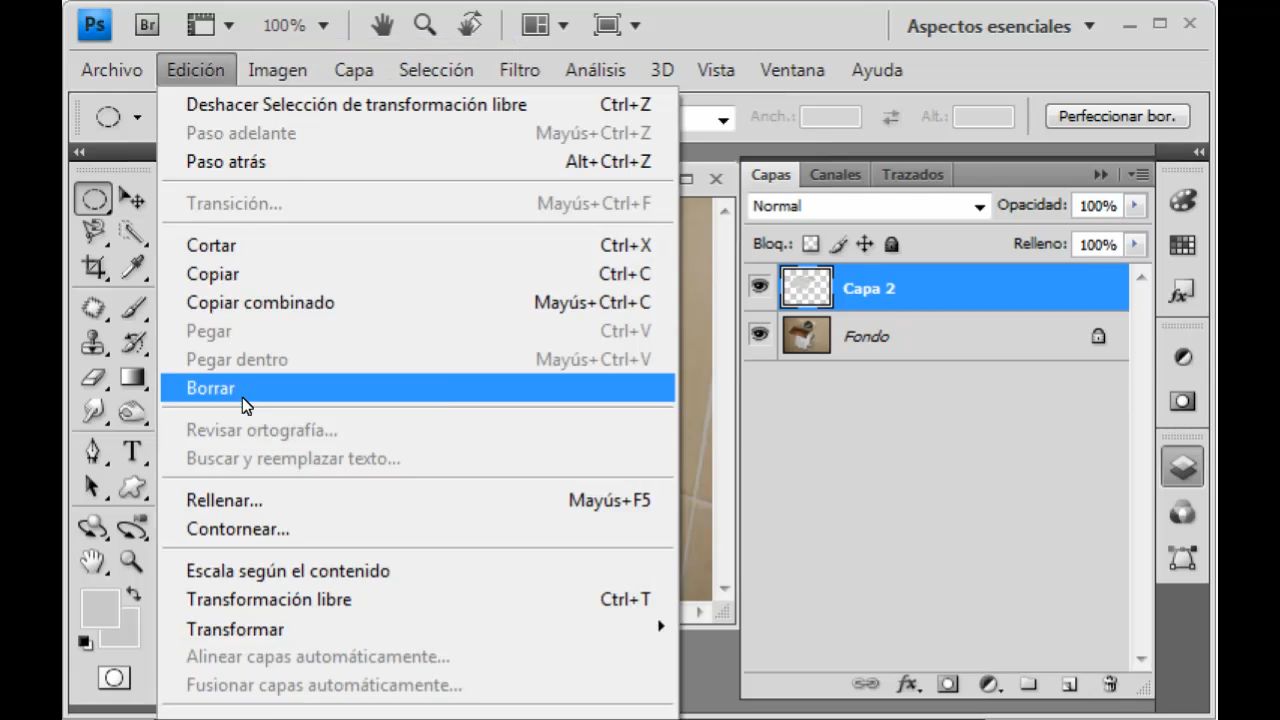 Ps Br 100% Aspectos esenciales
Archivo Edición Imagen Capa Selección Filtro Análisis 3D Vista Ventana Ayuda
Anch.: Alt.: Perfeccionar bor.
Deshacer Selección de transformación libre Ctrl+Z
Paso adelante Mayús+Ctrl+Z
Paso atrás Alt+Ctrl+Z
Transición... Mayús+Ctrl+F
Cortar Ctrl+X
Copiar Ctrl+C
Copiar combinado Mayús+Ctrl+C
Pegar Ctrl+V
Pegar dentro Mayús+Ctrl+V
Borrar
Revisar ortografía...
Buscar y reemplazar texto...
Rellenar... Mayús+F5
Contornear...
Escala según el contenido
Transformación libre Ctrl+T
Transformar
Alinear capas automáticamente...
Fusionar capas automáticamente...
Capas Canales Trazados
Normal Opacidad: 100%
Bloq.: Relleno: 100%
Capa 2
Fondo